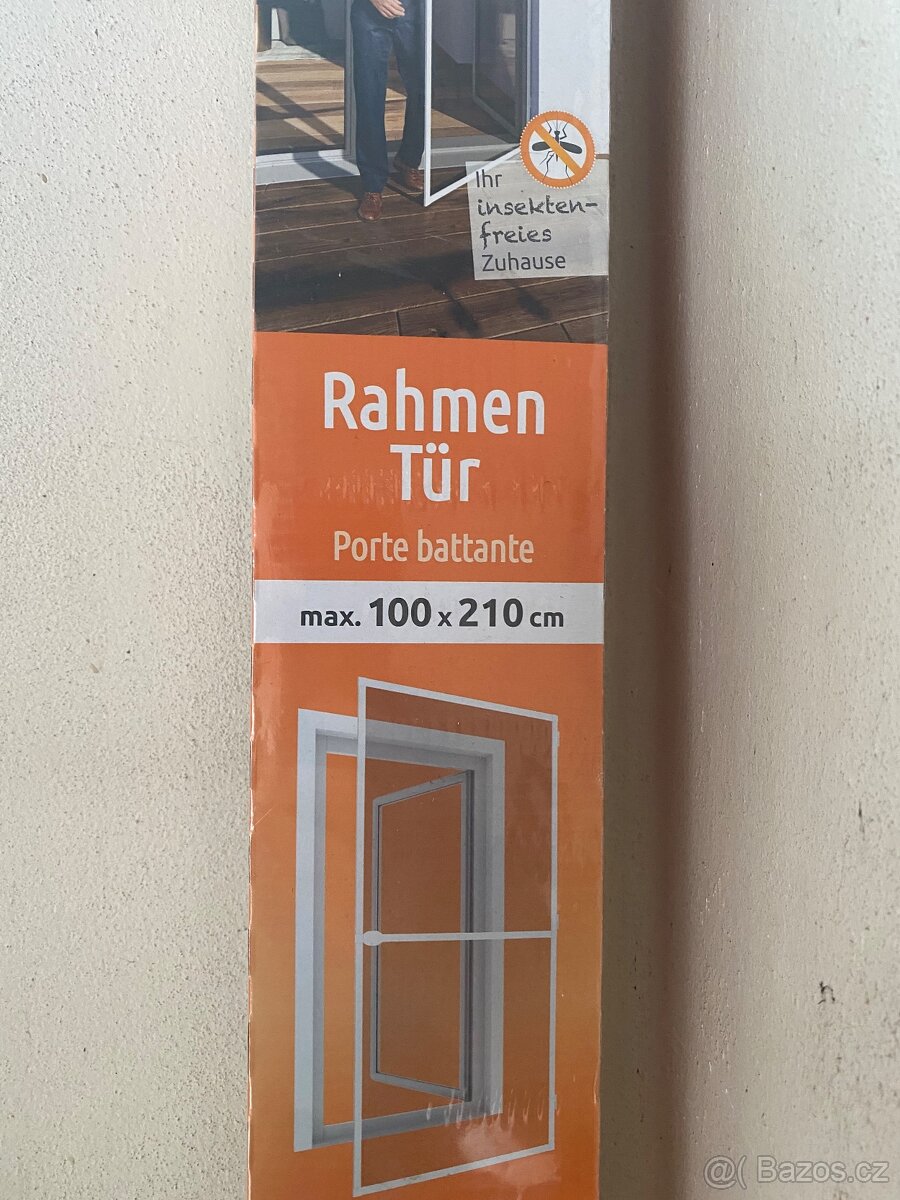 Ihr
insekten-
freies
Zuhause
Rahmen
Tür
Porte battante
max. 100 x 210 cm
@( Bazos.cz